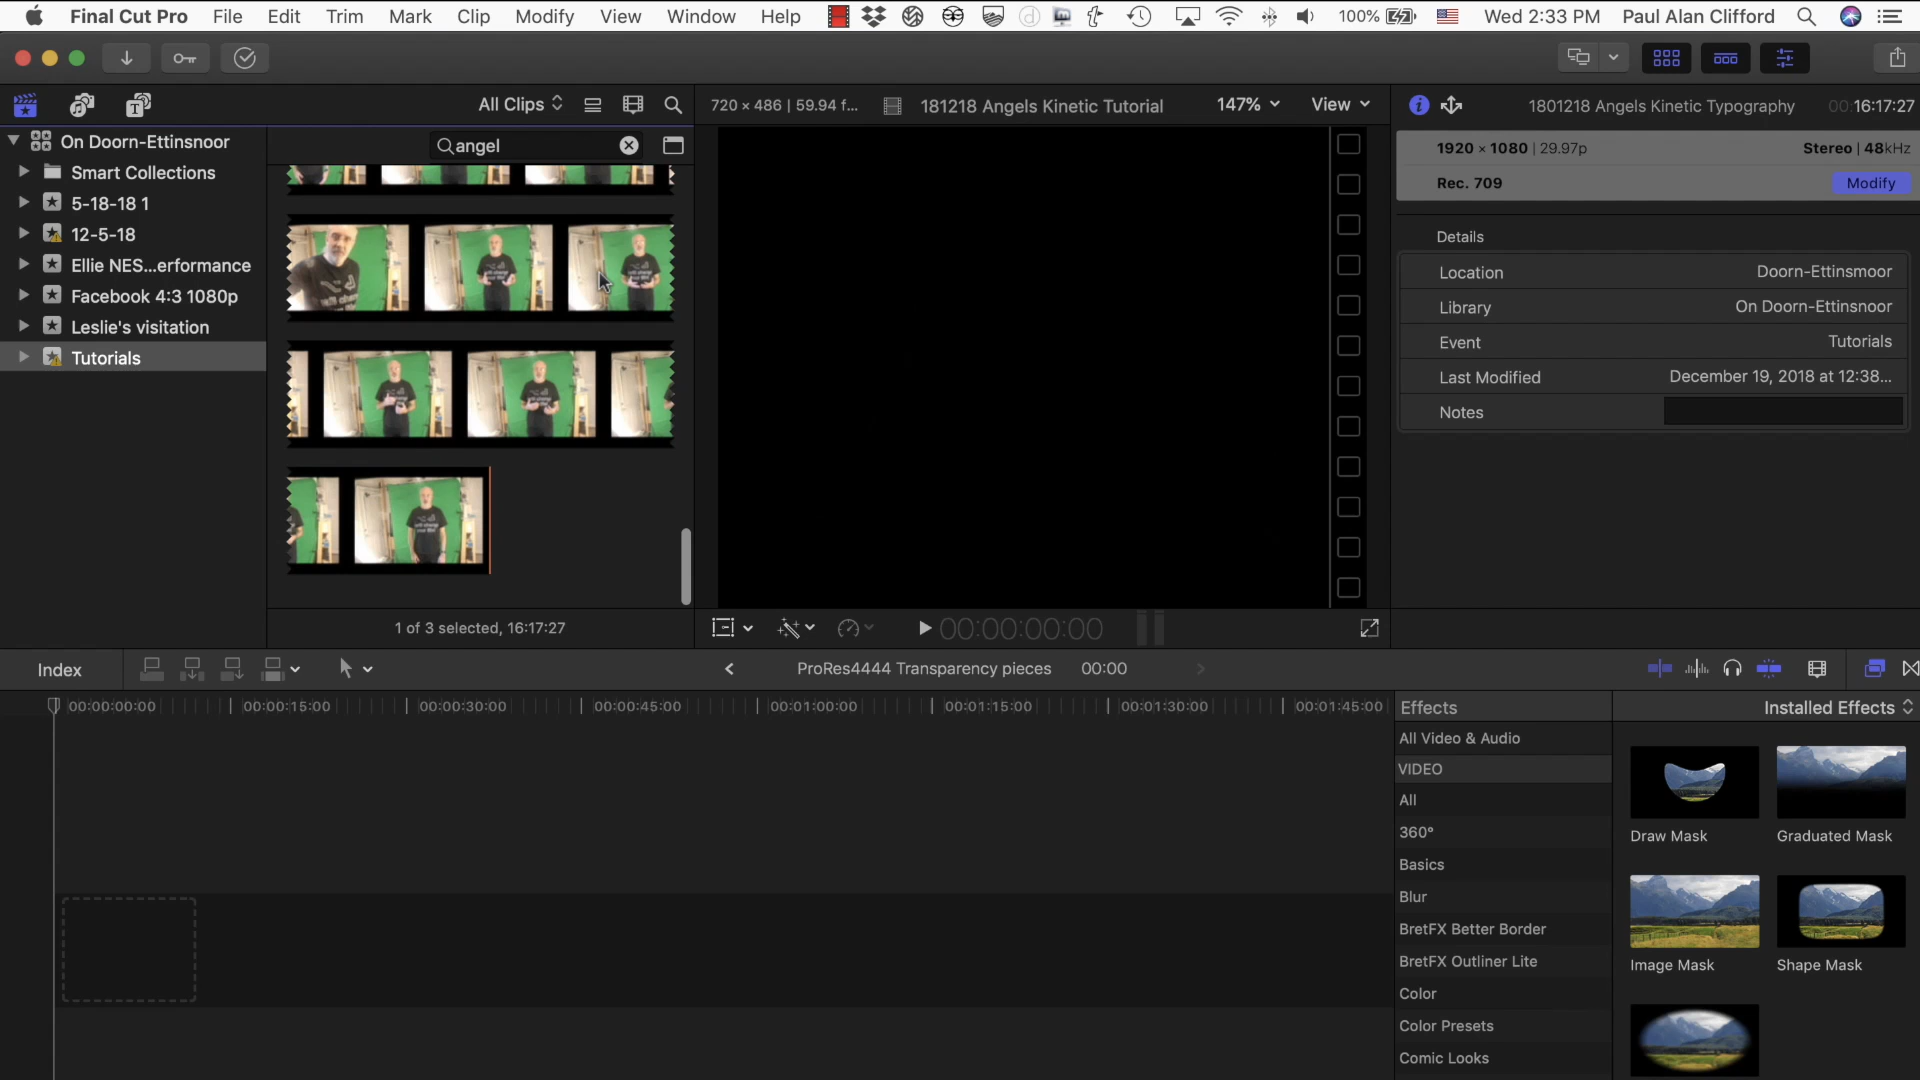 Final Cut Pro File Edit Trim Mark Clip Modify View Window Help 100% Wed 2:33 PM Paul Alan Clifford
All Clips
720 × 486 | 59.94 f...
181218 Angels Kinetic Tutorial
147%
View
1801218 Angels Kinetic Typography
00:16:17:27
On Doorn-Ettinsnoor
Smart Collections
5-18-18 1
12-5-18
Ellie NES...erformance
Facebook 4:3 1080p
Leslie's visitation
Tutorials
angel
1 of 3 selected, 16:17:27
1920 × 1080 | 29.97p
Stereo | 48kHz
Rec. 709
Modify
Details
Location Doorn-Ettinsmoor
Library On Doorn-Ettinsnoor
Event Tutorials
Last Modified December 19, 2018 at 12:38...
Notes
00:00:00:00
Index
ProRes4444 Transparency pieces 00:00
00:00:00:00 00:00:15:00 00:00:30:00 00:00:45:00 00:01:00:00 00:01:15:00 00:01:30:00 00:01:45:00
Effects
Installed Effects
All Video & Audio
VIDEO
All
360°
Basics
Blur
BretFX Better Border
BretFX Outliner Lite
Color
Color Presets
Comic Looks
Draw Mask
Graduated Mask
Image Mask
Shape Mask